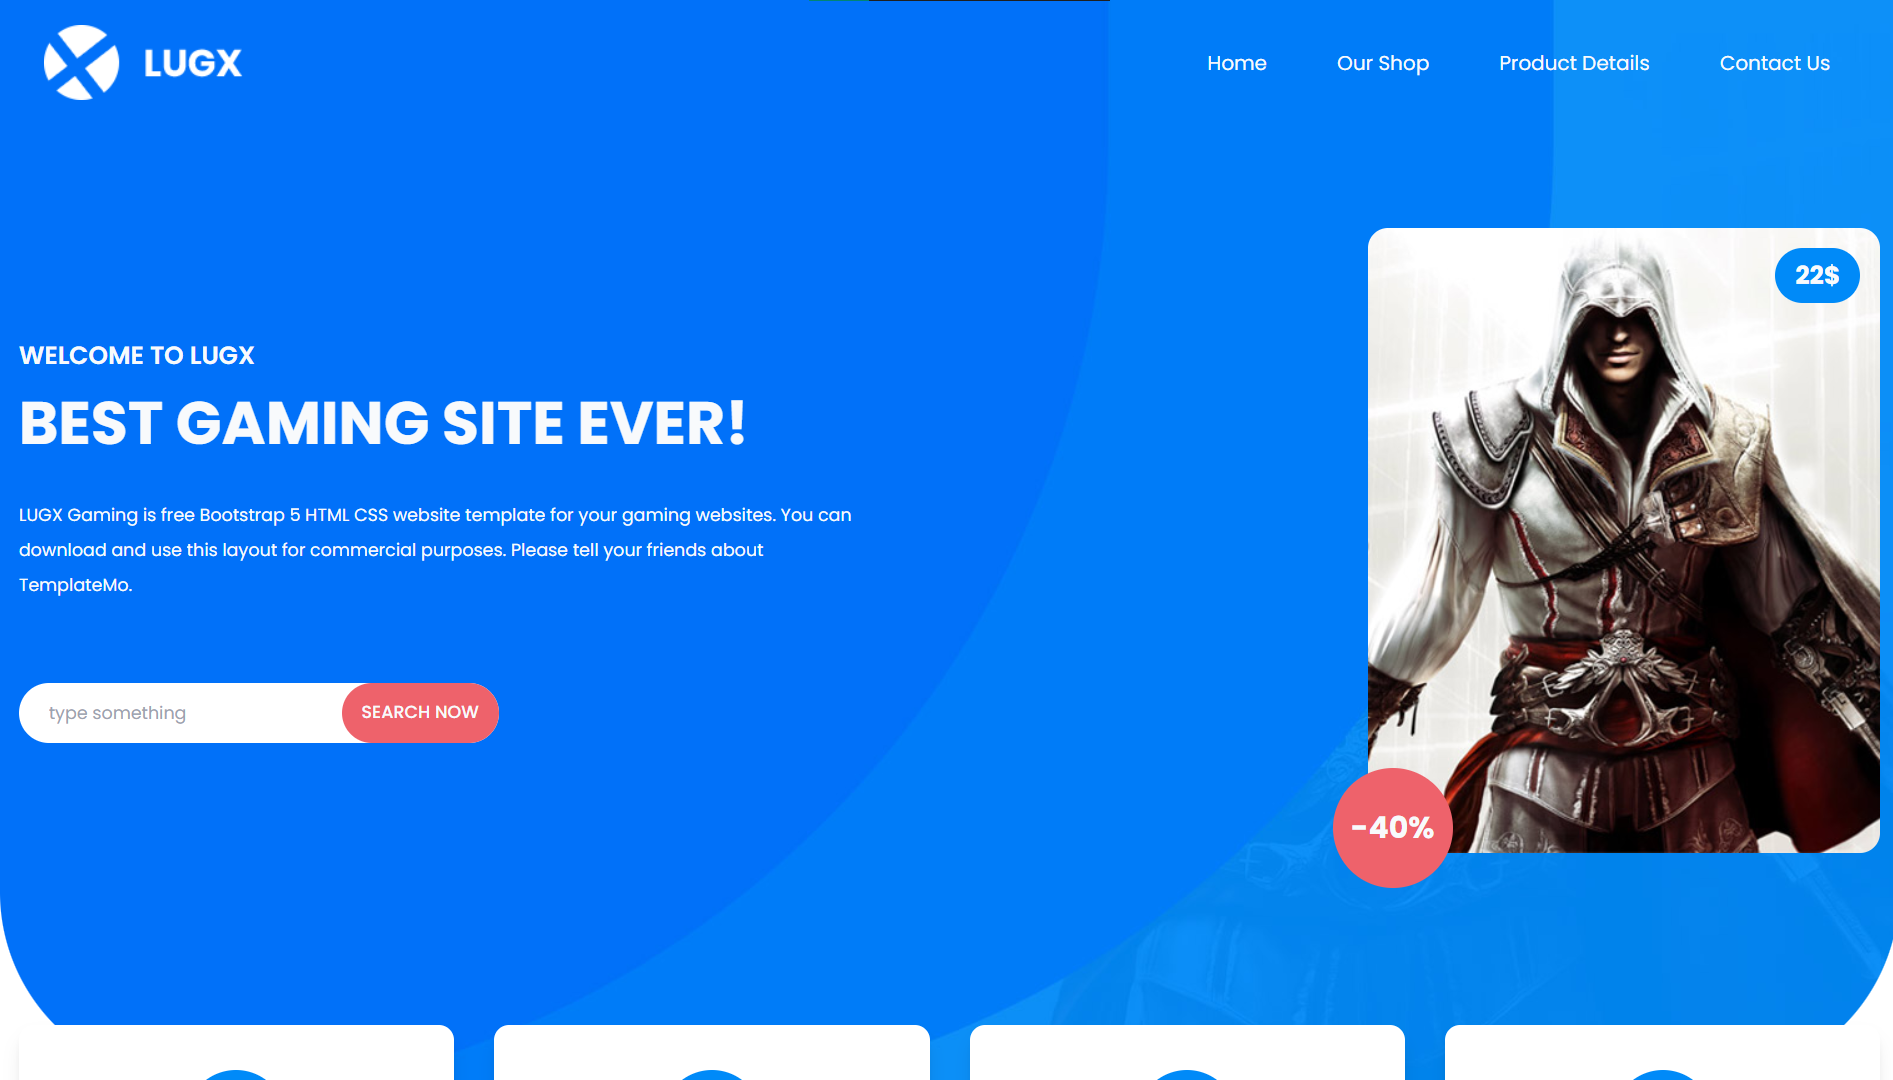 LUGX
Home
Our Shop
Product Details
Contact Us
22$
WELCOME TO LUGX
BEST GAMING SITE EVER!
LUGX Gaming is free Bootstrap 5 HTML CSS website template for your gaming websites. You can
download and use this layout for commercial purposes. Please tell your friends about
TemplateMo.
type something
SEARCH NOW
-40%